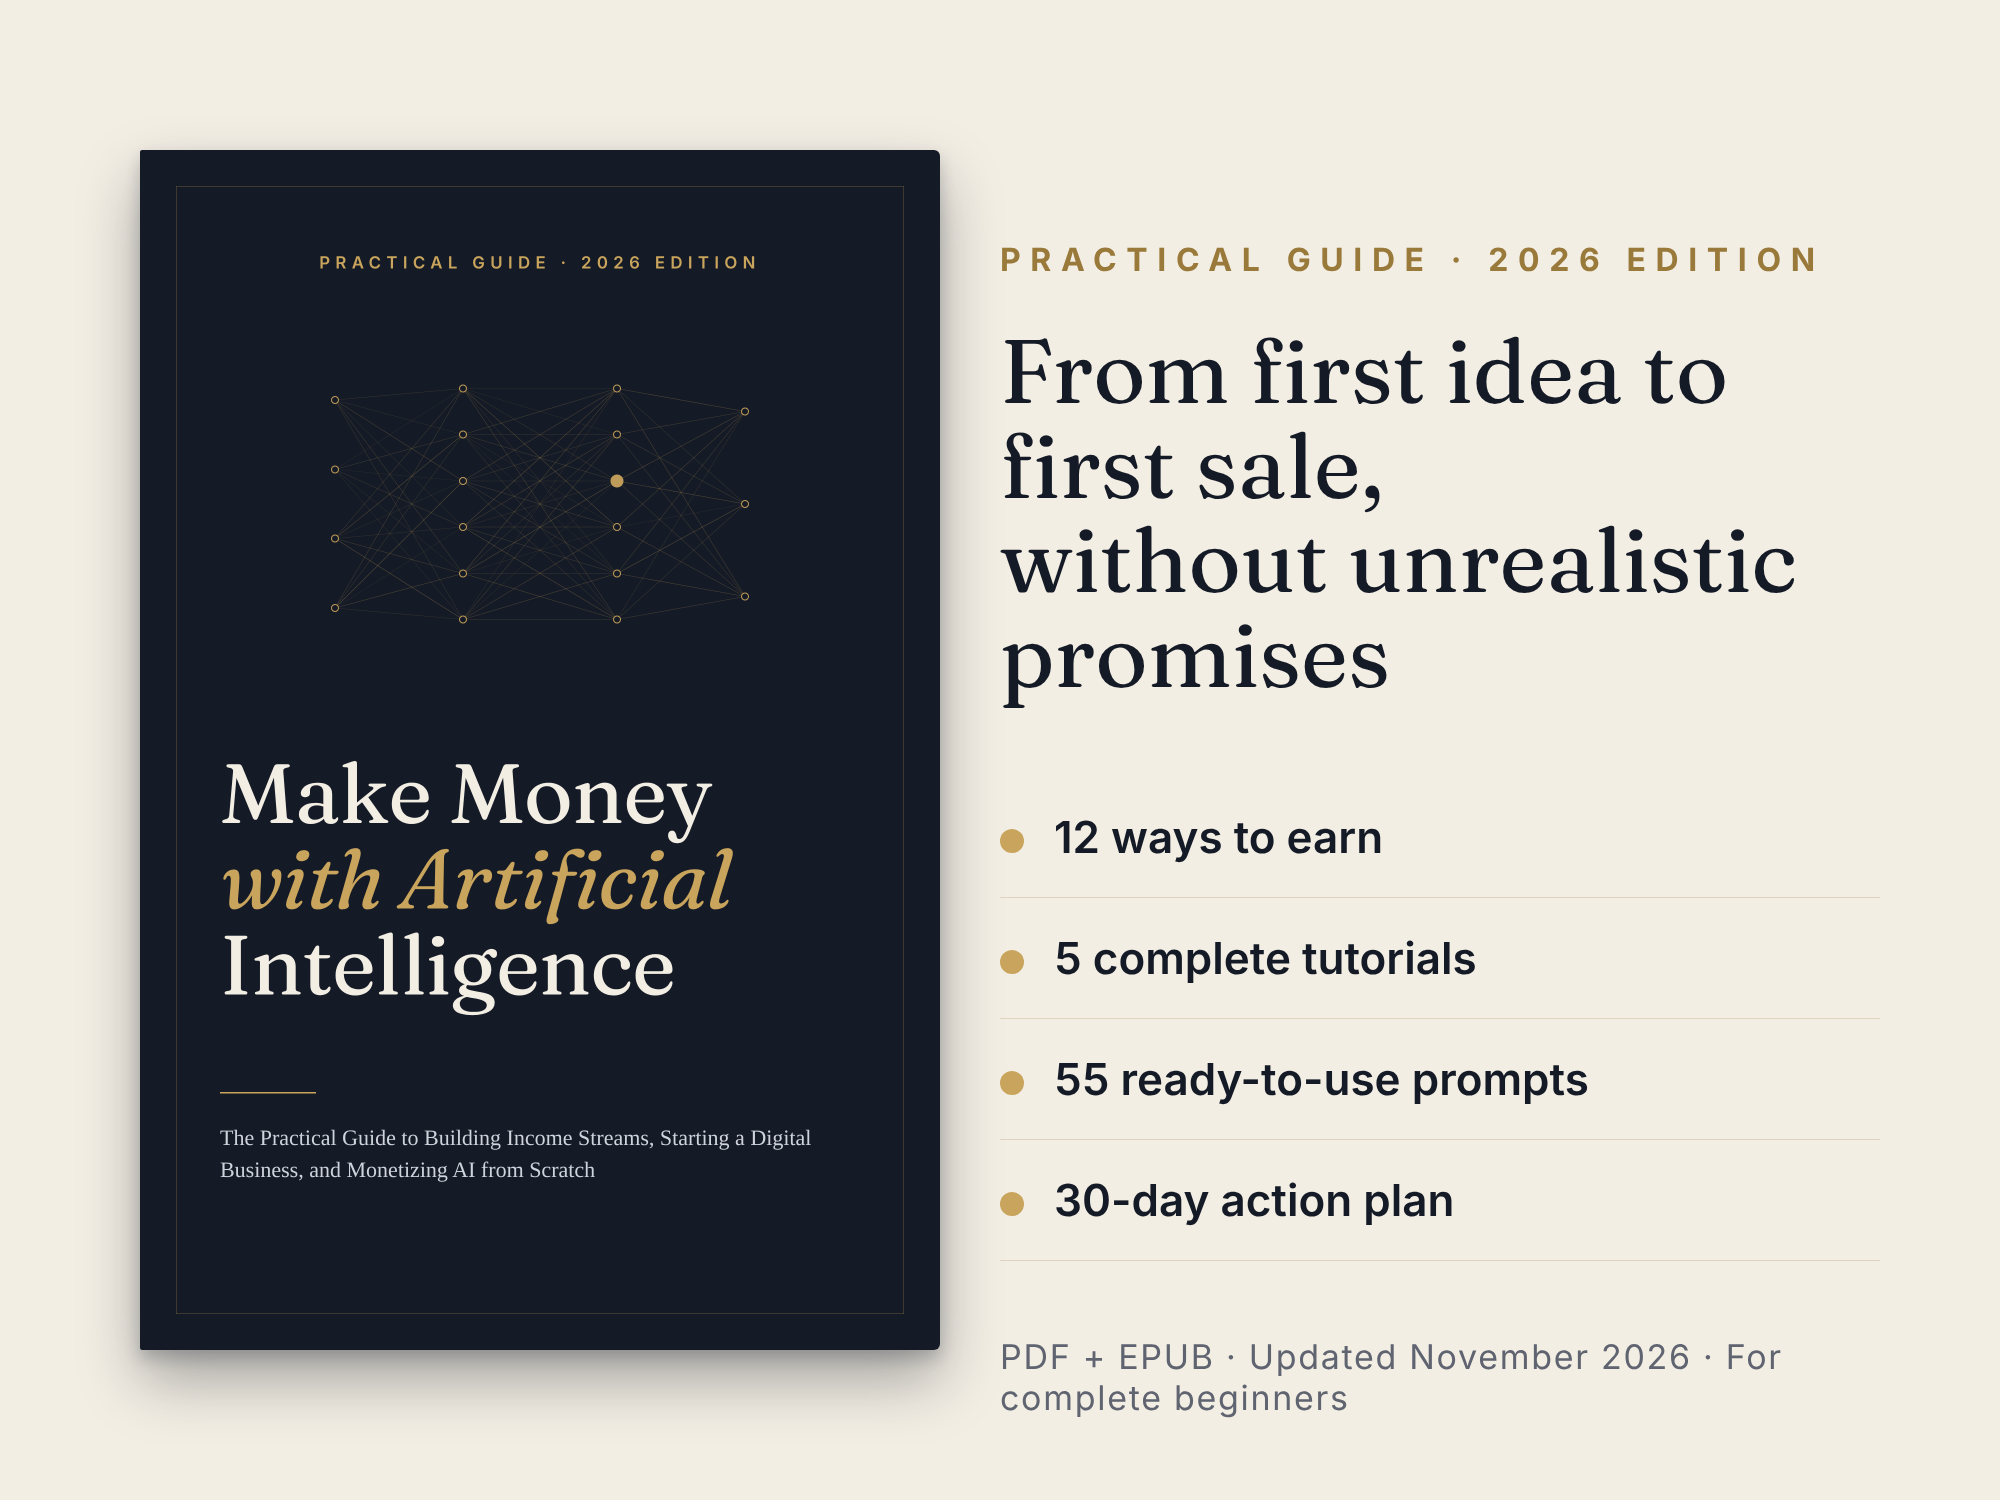 PRACTICAL GUIDE · 2026 EDITION
Make Money
with Artificial
Intelligence
The Practical Guide to Building Income Streams, Starting a Digital
Business, and Monetizing AI from Scratch
PRACTICAL GUIDE · 2026 EDITION
From first idea to
first sale,
without unrealistic
promises
12 ways to earn
5 complete tutorials
55 ready-to-use prompts
30-day action plan
PDF + EPUB · Updated November 2026 · For
complete beginners